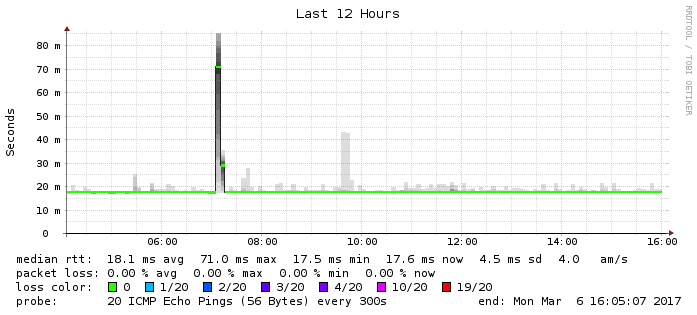 Last 12 Hours
RRDTOOL / TOBI OETIKER
Seconds
80 m
70 m
60 m
50 m
40 m
30 m
20 m
10 m
0
06:00 08:00 10:00 12:00 14:00 16:00
median rtt: 18.1 ms avg 71.0 ms max 17.5 ms min 17.6 ms now 4.5 ms sd 4.0 am/s
packet loss: 0.00 % avg 0.00 % max 0.00 % min 0.00 % now
loss color: 0 1/20 2/20 3/20 4/20 10/20 19/20
probe: 20 ICMP Echo Pings (56 Bytes) every 300s end: Mon Mar 6 16:05:07 2017